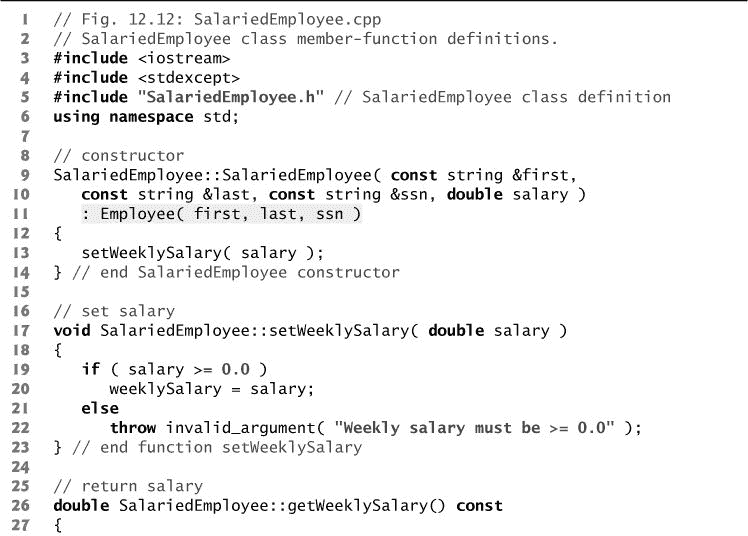 1 // Fig. 12.12: SalariedEmployee.cpp
2 // SalariedEmployee class member-function definitions.
3 #include <iostream>
4 #include <stdexcept>
5 #include "SalariedEmployee.h" // SalariedEmployee class definition
6 using namespace std;
7
8 // constructor
9 SalariedEmployee::SalariedEmployee( const string &first,
10    const string &last, const string &ssn, double salary )
11    : Employee( first, last, ssn )
12 {
13    setWeeklySalary( salary );
14 } // end SalariedEmployee constructor
15
16 // set salary
17 void SalariedEmployee::setWeeklySalary( double salary )
18 {
19    if ( salary >= 0.0 )
20       weeklySalary = salary;
21    else
22       throw invalid_argument( "Weekly salary must be >= 0.0" );
23 } // end function setWeeklySalary
24
25 // return salary
26 double SalariedEmployee::getWeeklySalary() const
27 {